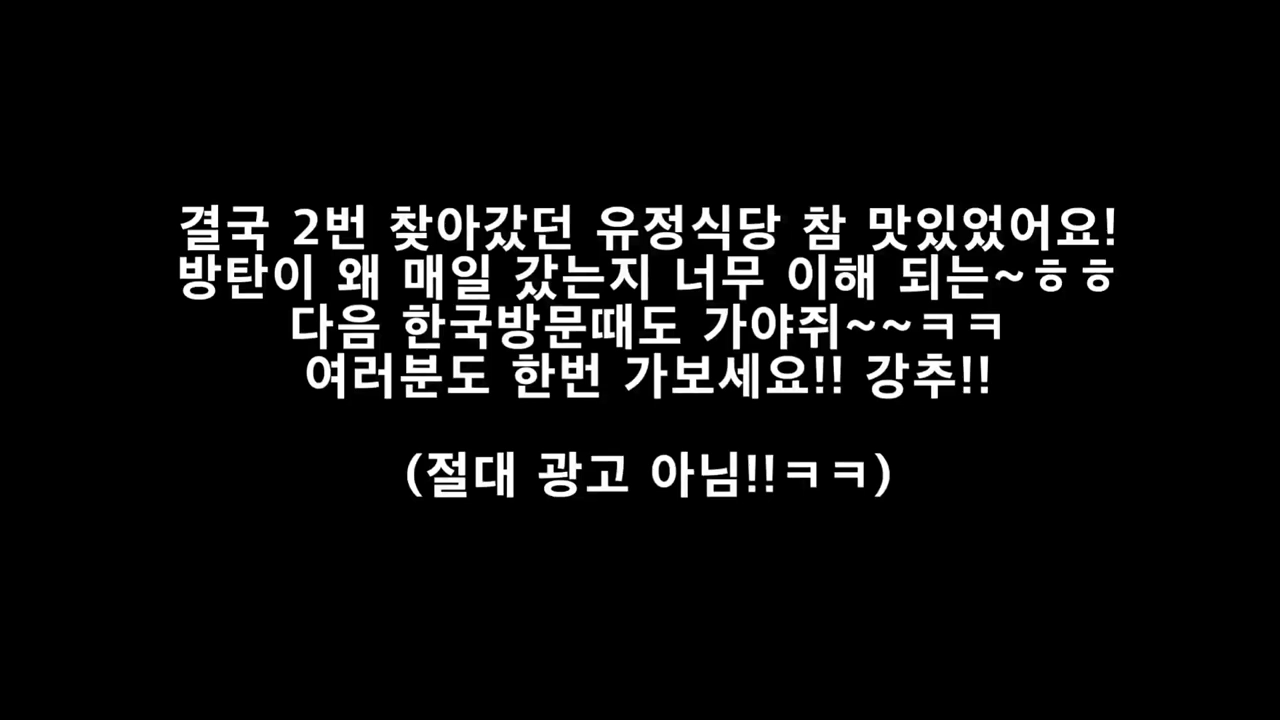 결국 2번 찾아갔던 유정식당 참 맛있었어요!
방탄이 왜 매일 갔는지 너무 이해 되는~ㅎㅎ
다음 한국방문때도 가야쥐~~ㅋㅋ
여러분도 한번 가보세요!! 강추!!
(절대 광고 아님!!ㅋㅋ)